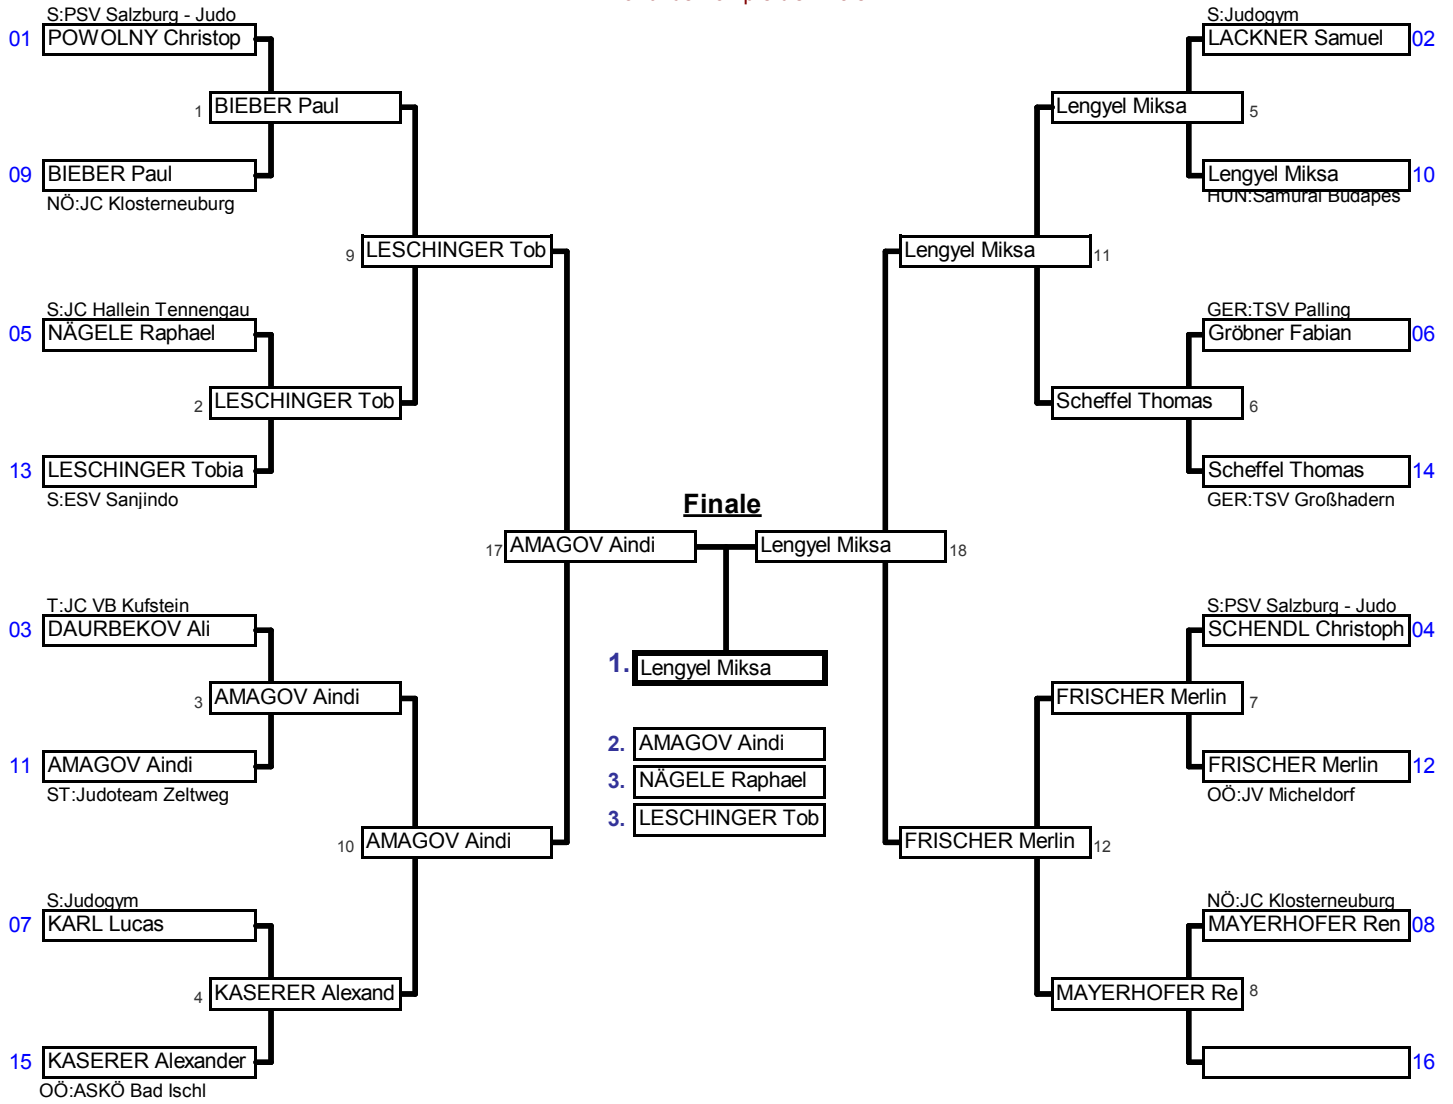 S:PSV Salzburg - Judo
01 POWOLNY Christop
1 BIEBER Paul
09 BIEBER Paul
NÖ:JC Klosterneuburg
9 LESCHINGER Tob
S:JC Hallein Tennengau
05 NÄGELE Raphael
2 LESCHINGER Tob
13 LESCHINGER Tobia
S:ESV Sanjindo
17 AMAGOV Aindi
T:JC VB Kufstein
03 DAURBEKOV Ali
3 AMAGOV Aindi
11 AMAGOV Aindi
ST:Judoteam Zeltweg
10 AMAGOV Aindi
S:Judogym
07 KARL Lucas
4 KASERER Alexand
15 KASERER Alexander
OÖ:ASKÖ Bad Ischl
Finale
1. Lengyel Miksa
2. AMAGOV Aindi
3. NÄGELE Raphael
3. LESCHINGER Tob
S:Judogym
LACKNER Samuel 02
Lengyel Miksa 5
Lengyel Miksa 10
HUN:Samurai Budapes
Lengyel Miksa 11
GER:TSV Palling
Gröbner Fabian 06
Scheffel Thomas 6
Scheffel Thomas 14
GER:TSV Großhadern
Lengyel Miksa 18
S:PSV Salzburg - Judo
SCHENDL Christoph 04
FRISCHER Merlin 7
FRISCHER Merlin 12
OÖ:JV Micheldorf
FRISCHER Merlin 12
NÖ:JC Klosterneuburg
MAYERHOFER Ren 08
MAYERHOFER Re 8
16